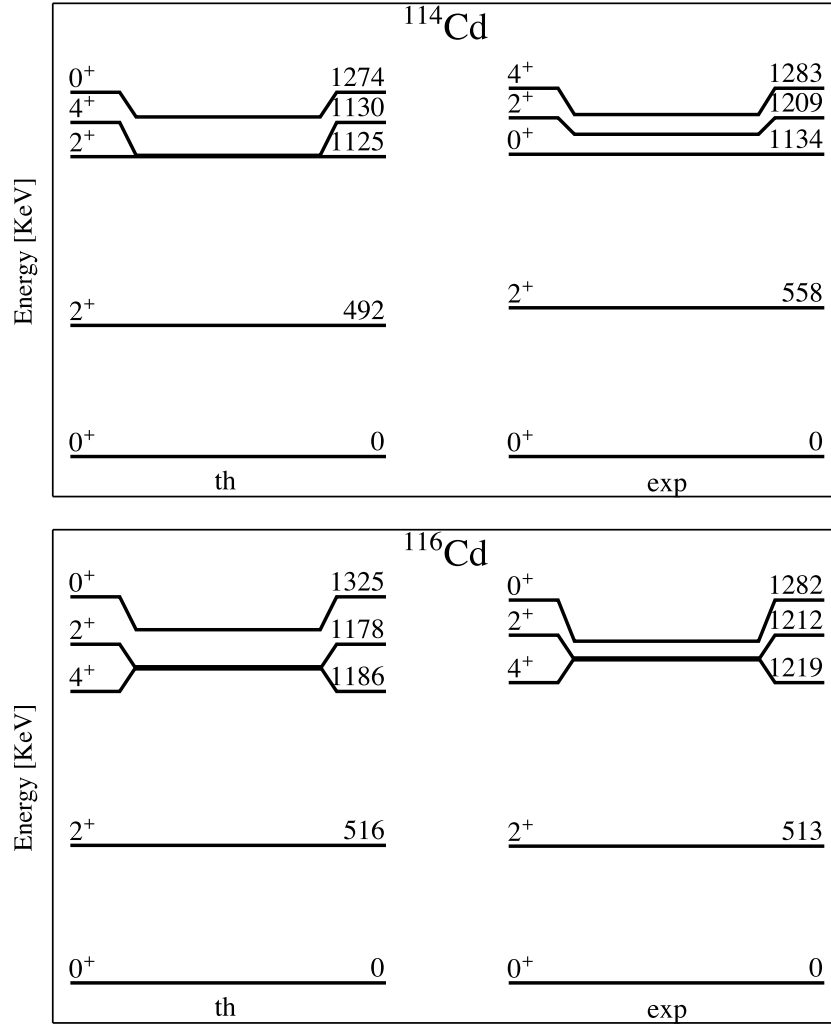 ¹¹⁴Cd
0⁺ 1274 4⁺ 1283
4⁺ 1130 2⁺ 1209
2⁺ 1125 0⁺ 1134
2⁺ 492 2⁺ 558
0⁺ 0 0⁺ 0
th exp
Energy [KeV]
¹¹⁶Cd
0⁺ 1325 0⁺ 1282
2⁺ 1178 2⁺ 1212
4⁺ 1186 4⁺ 1219
2⁺ 516 2⁺ 513
0⁺ 0 0⁺ 0
th exp
Energy [KeV]